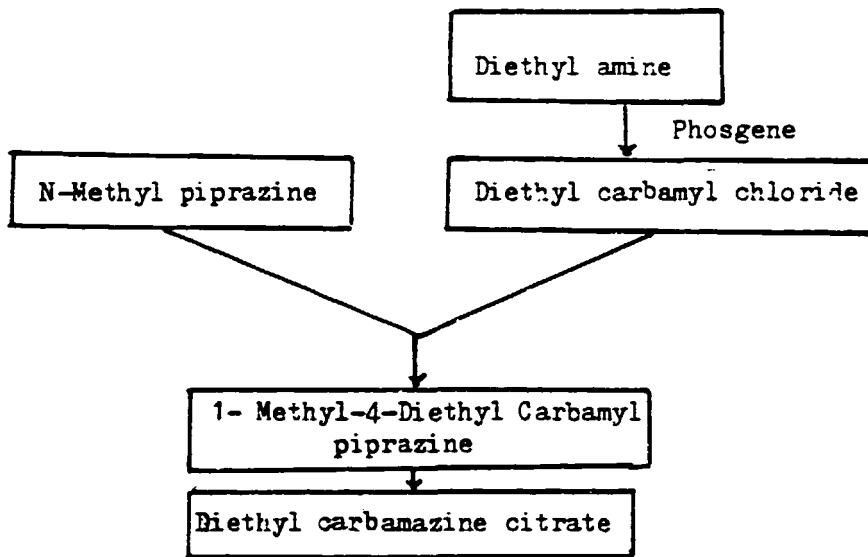 Diethyl amine
Phosgene
N-Methyl piprazine
Diethyl carbamyl chloride
1- Methyl-4-Diethyl Carbamyl
piprazine
Diethyl carbamazine citrate